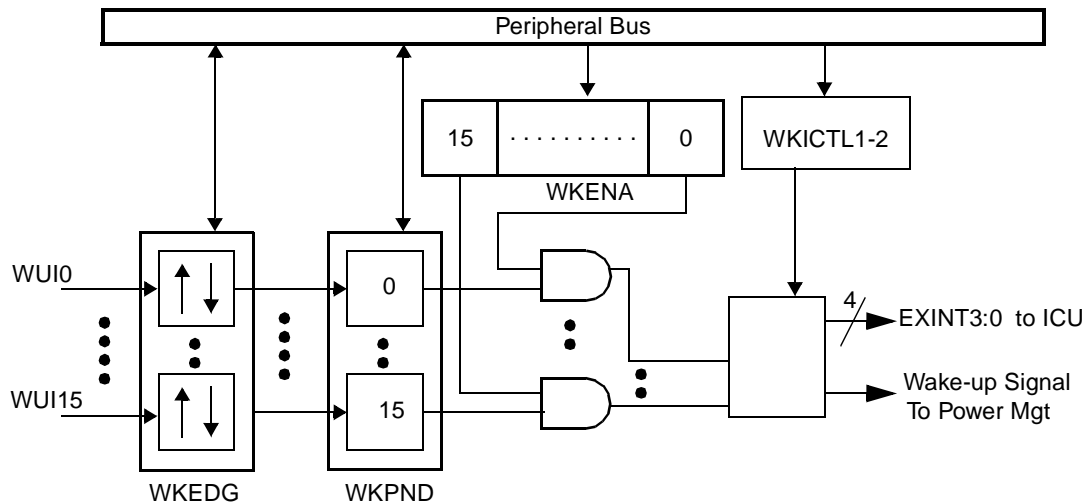 Peripheral Bus
15 . . . . . . . . . . 0
WKICTL1-2
WKENA
WUI0
0
4
EXINT3:0 to ICU
WUI15
15
Wake-up Signal
To Power Mgt
WKEDG
WKPND